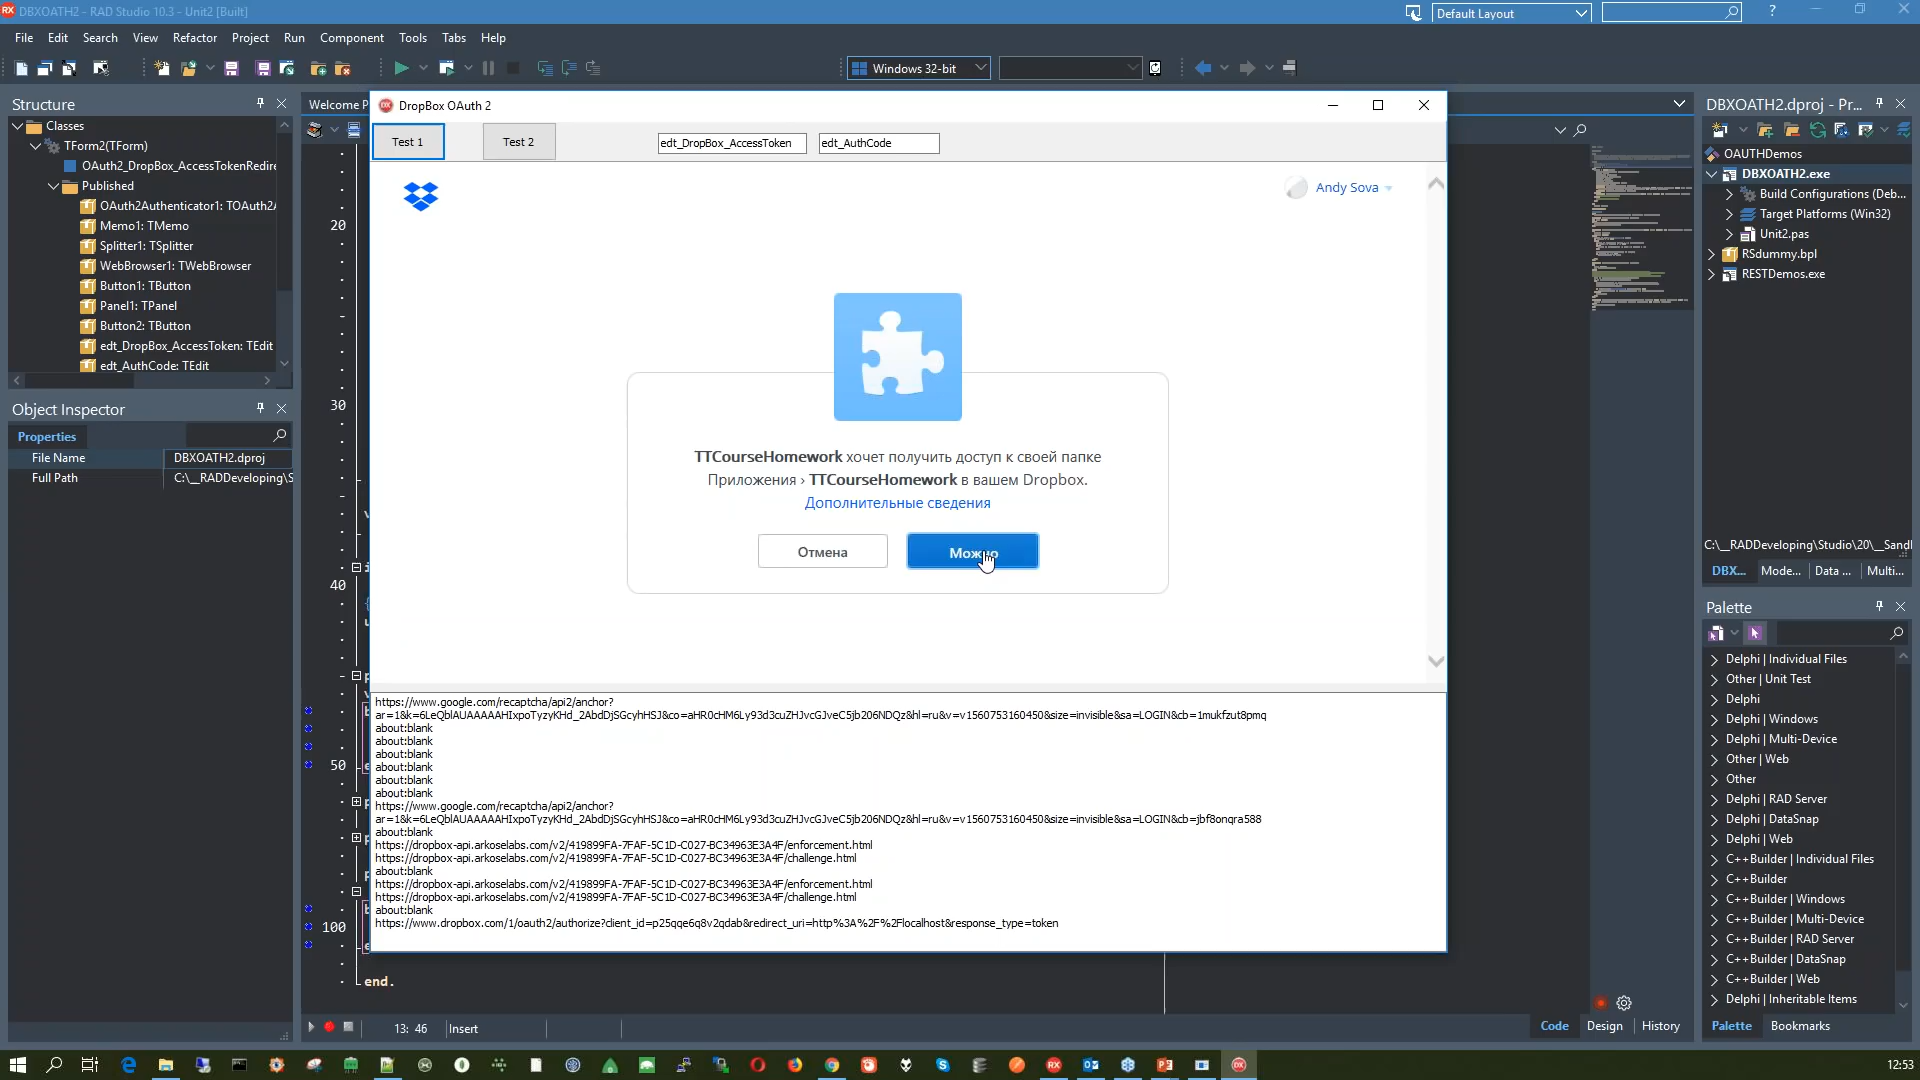 DBXOATH2 - RAD Studio 10.3 - Unit2 [Built]
Default Layout
?
File Edit Search View Refactor Project Run Component Tools Tabs Help
Windows 32-bit
Structure
Classes
TForm2(TForm)
OAuth2_DropBox_AccessTokenRedire
Published
OAuth2Authenticator1: TOAuth2A
Memo1: TMemo
Splitter1: TSplitter
WebBrowser1: TWebBrowser
Button1: TButton
Panel1: TPanel
Button2: TButton
edt_DropBox_AccessToken: TEdit
edt_AuthCode: TEdit
Object Inspector
Properties
File Name DBXOATH2.dproj
Full Path C:\__RADDeveloping\S
Welcome P
20
30
40
50
100
end.
13: 46 Insert
Code Design History
DropBox OAuth 2
Test 1 Test 2 edt_DropBox_AccessToken edt_AuthCode
Andy Sova
TTCourseHomework хочет получить доступ к своей папке
Приложения › TTCourseHomework в вашем Dropbox.
Дополнительные сведения
Отмена
https://www.google.com/recaptcha/api2/anchor?
ar=1&k=6LeQblAUAAAAAHIxpoTyzyKHd_2AbdDjSGcyhHSJ&co=aHR0cHM6Ly93d3cuZHJvcGJveC5jb206NDQz&hl=ru&v=v1560753160450&size=invisible&sa=LOGIN&cb=1mukfzut8pmq
about:blank
about:blank
about:blank
about:blank
about:blank
about:blank
https://www.google.com/recaptcha/api2/anchor?
ar=1&k=6LeQblAUAAAAAHIxpoTyzyKHd_2AbdDjSGcyhHSJ&co=aHR0cHM6Ly93d3cuZHJvcGJveC5jb206NDQz&hl=ru&v=v1560753160450&size=invisible&sa=LOGIN&cb=jbf8onqra588
about:blank
https://dropbox-api.arkoselabs.com/v2/419899FA-7FAF-5C1D-C027-BC34963E3A4F/enforcement.html
https://dropbox-api.arkoselabs.com/v2/419899FA-7FAF-5C1D-C027-BC34963E3A4F/challenge.html
about:blank
https://dropbox-api.arkoselabs.com/v2/419899FA-7FAF-5C1D-C027-BC34963E3A4F/enforcement.html
https://dropbox-api.arkoselabs.com/v2/419899FA-7FAF-5C1D-C027-BC34963E3A4F/challenge.html
about:blank
https://www.dropbox.com/1/oauth2/authorize?client_id=p25qqe6q8v2qdab&redirect_uri=http%3A%2F%2Flocalhost&response_type=token
DBXOATH2.dproj - Pr...
OAUTHDemos
DBXOATH2.exe
Build Configurations (Deb...
Target Platforms (Win32)
Unit2.pas
RSdummy.bpl
RESTDemos.exe
C:\__RADDeveloping\Studio\20\__Sandl
DBX... Mode... Data ... Multi...
Palette
Delphi | Individual Files
Other | Unit Test
Delphi
Delphi | Windows
Delphi | Multi-Device
Other | Web
Other
Delphi | RAD Server
Delphi | DataSnap
Delphi | Web
C++Builder | Individual Files
C++Builder
C++Builder | Windows
C++Builder | Multi-Device
C++Builder | RAD Server
C++Builder | DataSnap
C++Builder | Web
Delphi | Inheritable Items
Palette Bookmarks
12:53